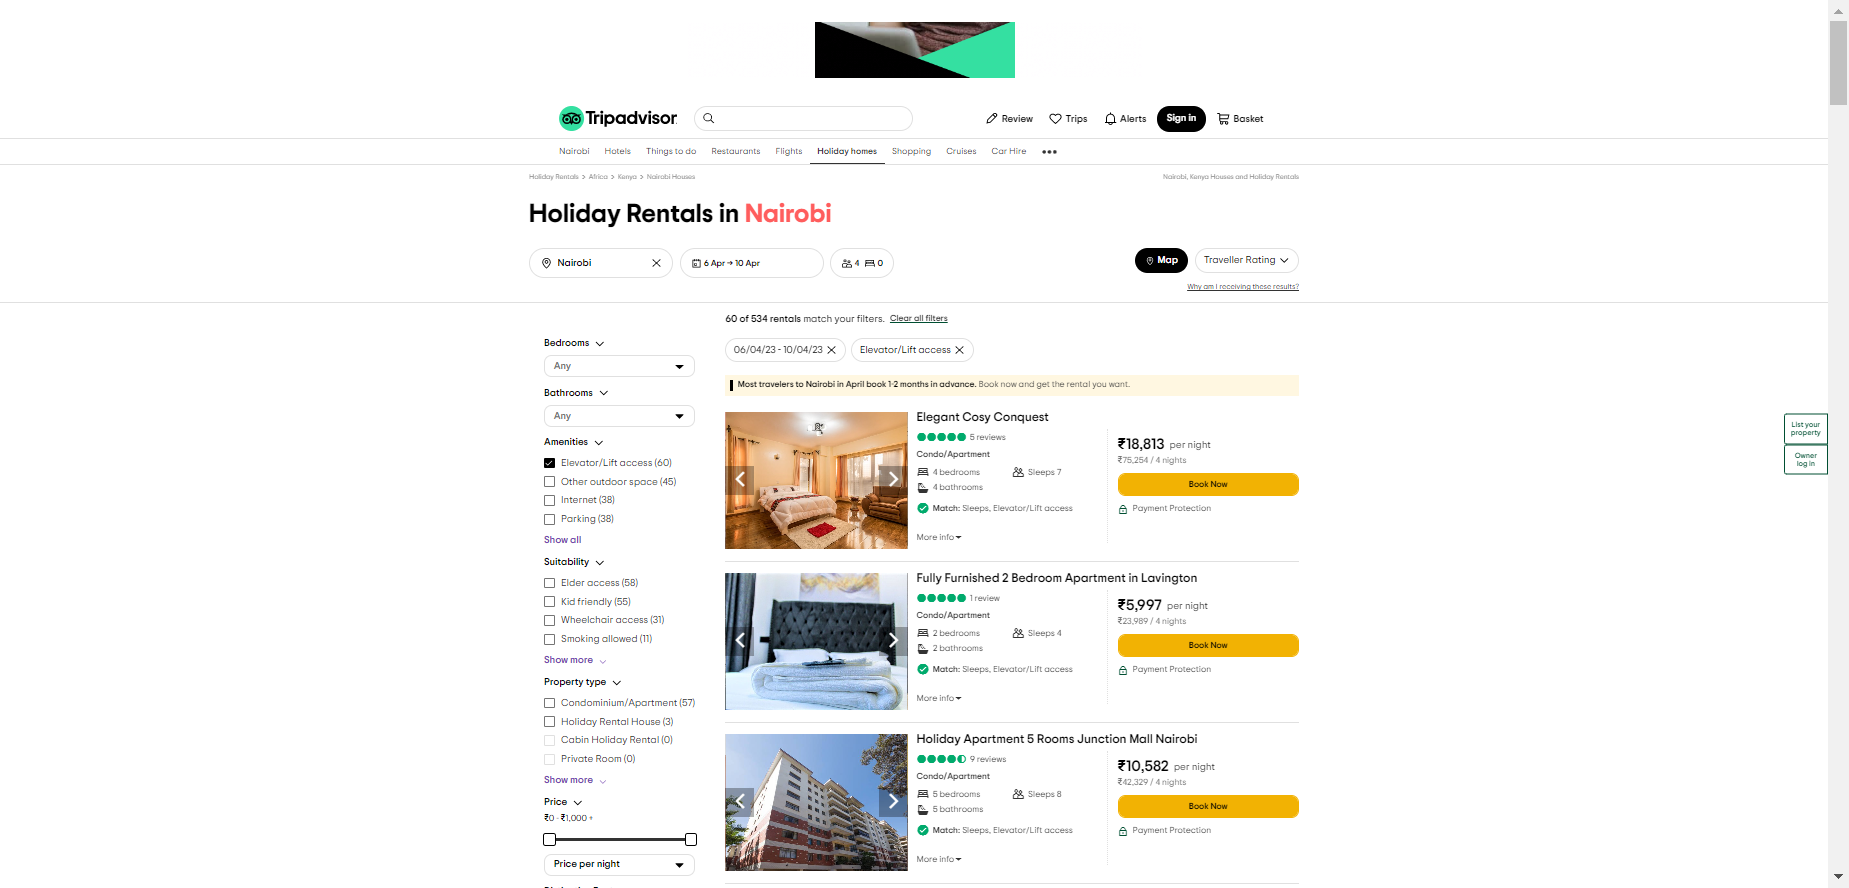 Tripadvisor
Review
Trips
Alerts
Sign in
Basket
Nairobi
Hotels
Things to do
Restaurants
Flights
Holiday homes
Shopping
Cruises
Car Hire
Holiday Rentals > Africa > Kenya > Nairobi Houses
Nairobi, Kenya Houses and Holiday Rentals
Holiday Rentals in Nairobi
Nairobi
6 Apr → 10 Apr
4 0
Map
Traveller Rating
Why am I receiving these results?
60 of 534 rentals match your filters. Clear all filters
06/04/23 - 10/04/23
Elevator/Lift access
Most travelers to Nairobi in April book 1-2 months in advance. Book now and get the rental you want.
Bedrooms
Any
Bathrooms
Any
Amenities
Elevator/Lift access (60)
Other outdoor space (45)
Internet (38)
Parking (38)
Show all
Suitability
Elder access (58)
Kid friendly (55)
Wheelchair access (31)
Smoking allowed (11)
Show more
Property type
Condominium/Apartment (57)
Holiday Rental House (3)
Cabin Holiday Rental (0)
Private Room (0)
Show more
Price
₹0 - ₹1,000 +
Price per night
Elegant Cosy Conquest
5 reviews
Condo/Apartment
4 bedrooms
Sleeps 7
4 bathrooms
Match: Sleeps, Elevator/Lift access
More info
₹18,813 per night
₹75,254 / 4 nights
Book Now
Payment Protection
Fully Furnished 2 Bedroom Apartment in Lavington
1 review
Condo/Apartment
2 bedrooms
Sleeps 4
2 bathrooms
Match: Sleeps, Elevator/Lift access
More info
₹5,997 per night
₹23,989 / 4 nights
Book Now
Payment Protection
Holiday Apartment 5 Rooms Junction Mall Nairobi
9 reviews
Condo/Apartment
5 bedrooms
Sleeps 8
5 bathrooms
Match: Sleeps, Elevator/Lift access
More info
₹10,582 per night
₹42,329 / 4 nights
Book Now
Payment Protection
List your
property
Owner
log in